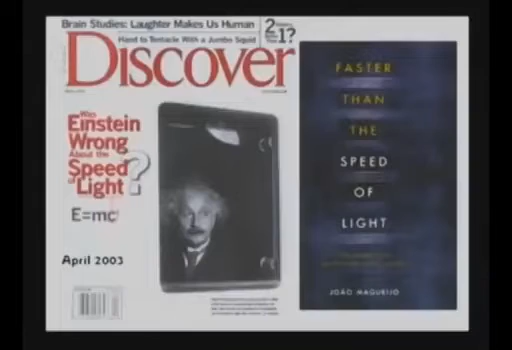 Brain Studies: Laughter Makes Us Human
Hand to Tentacle With a Jumbo Squid
2
1?
Discover
Was
Einstein
Wrong
About the
Speed
of Light
?
E=mc²
April 2003
FASTER
THAN
THE
SPEED
OF
LIGHT
JOÃO MAGUEIJO